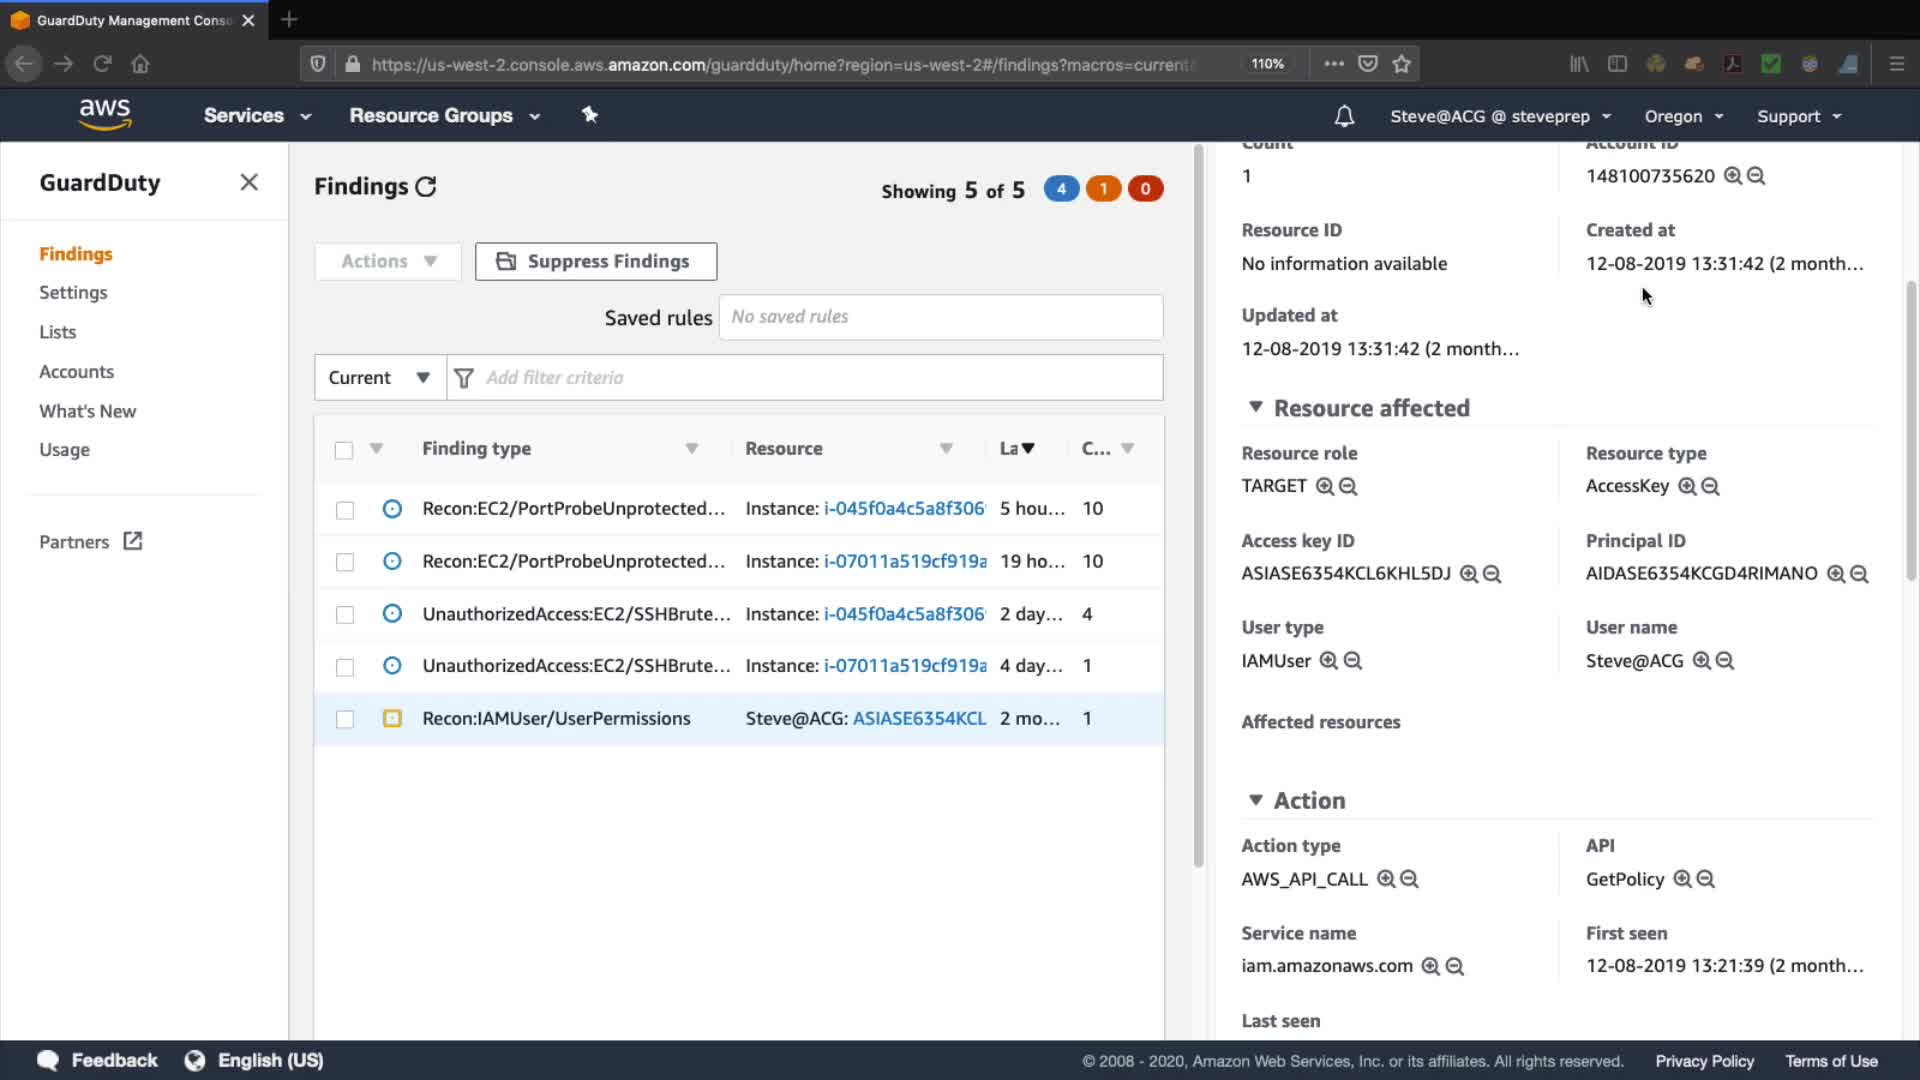 GuardDuty Management Conso
https://us-west-2.console.aws.amazon.com/guardduty/home?region=us-west-2#/findings?macros=current
110%
aws
Services
Resource Groups
Steve@ACG @ steveprep
Oregon
Support
GuardDuty
Findings
Settings
Lists
Accounts
What's New
Usage
Partners
Findings
Showing 5 of 5
4
1
0
Actions
Suppress Findings
Saved rules
No saved rules
Current
Add filter criteria
Finding type
Resource
La
C...
Recon:EC2/PortProbeUnprotected... Instance: i-045f0a4c5a8f306 5 hou... 10
Recon:EC2/PortProbeUnprotected... Instance: i-07011a519cf919a 19 ho... 10
UnauthorizedAccess:EC2/SSHBrute... Instance: i-045f0a4c5a8f306 2 day... 4
UnauthorizedAccess:EC2/SSHBrute... Instance: i-07011a519cf919a 4 day... 1
Recon:IAMUser/UserPermissions Steve@ACG: ASIASE6354KCL 2 mo... 1
Count
Account ID
1
148100735620
Resource ID
Created at
No information available
12-08-2019 13:31:42 (2 month...
Updated at
12-08-2019 13:31:42 (2 month...
Resource affected
Resource role
Resource type
TARGET
AccessKey
Access key ID
Principal ID
ASIASE6354KCL6KHL5DJ
AIDASE6354KCGD4RIMANO
User type
User name
IAMUser
Steve@ACG
Affected resources
Action
Action type
API
AWS_API_CALL
GetPolicy
Service name
First seen
iam.amazonaws.com
12-08-2019 13:21:39 (2 month...
Last seen
Feedback
English (US)
© 2008 - 2020, Amazon Web Services, Inc. or its affiliates. All rights reserved.
Privacy Policy
Terms of Use